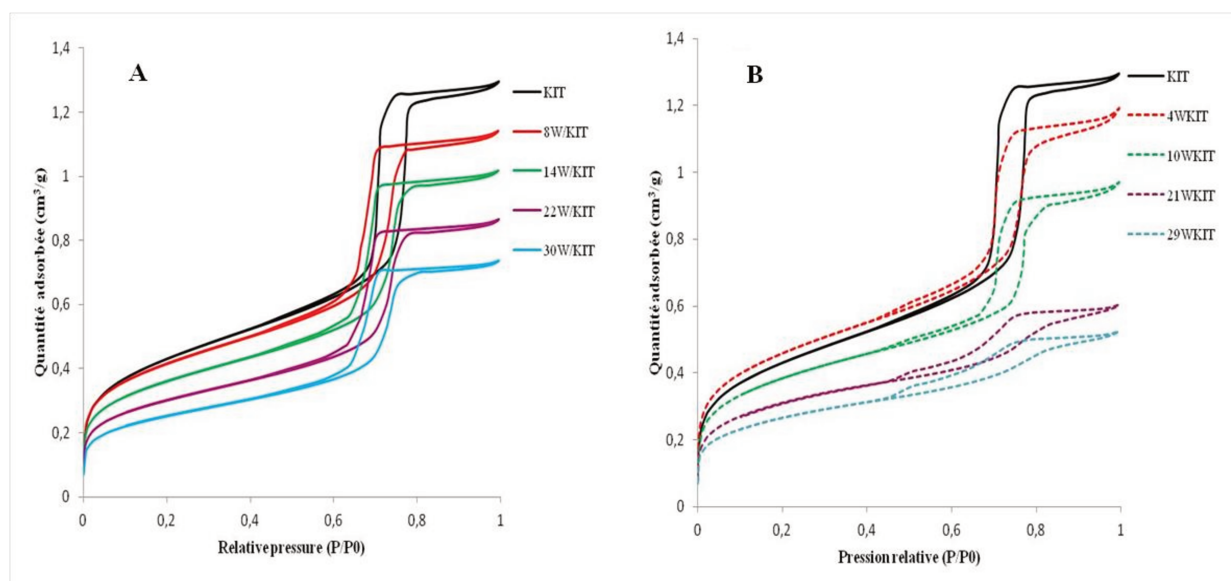 A
Quantité adsorbée (cm³/g)
1,4
1,2
1
0,8
0,6
0,4
0,2
0
0
0,2
0,4
0,6
0,8
1
Relative pressure (P/P0)
KIT
8W/KIT
14W/KIT
22W/KIT
30W/KIT
B
Quantité adsorbée (cm³/g)
1,4
1,2
1
0,8
0,6
0,4
0,2
0
0
0,2
0,4
0,6
0,8
1
Pression relative (P/P0)
KIT
4WKIT
10WKIT
21WKIT
29WKIT